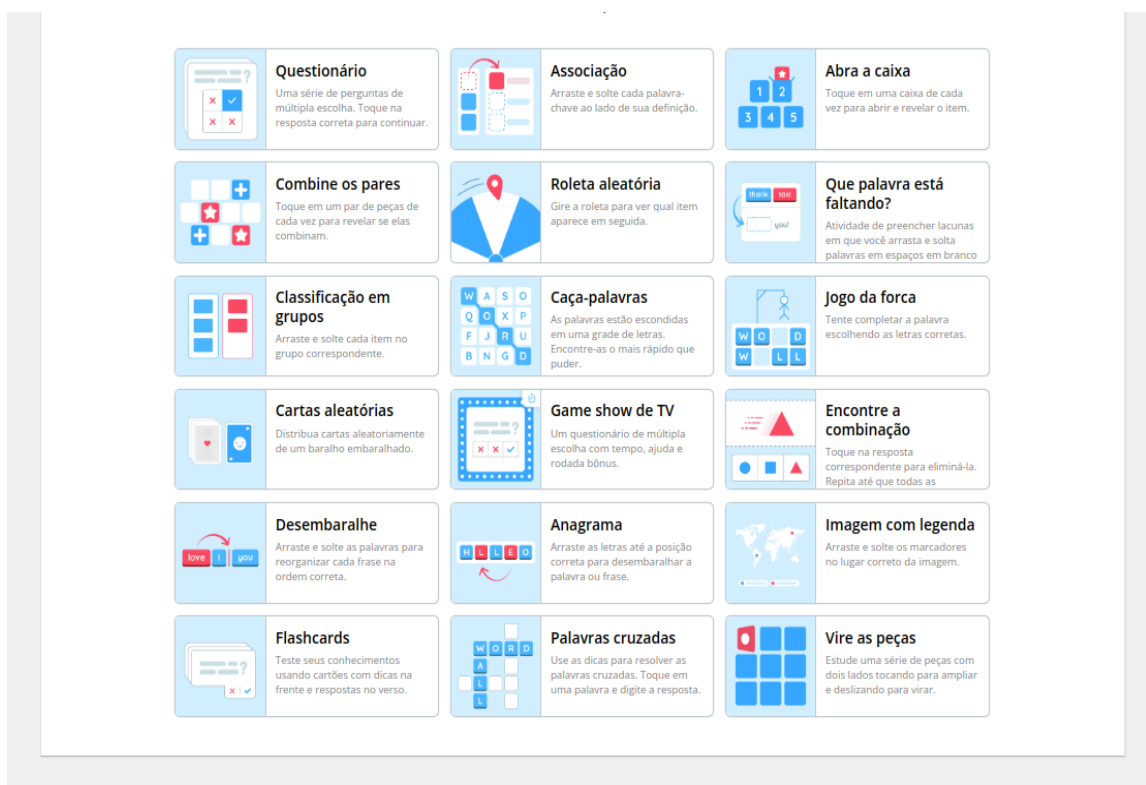 Questionário
Uma série de perguntas de
múltipla escolha. Toque na
resposta correta para continuar.
Associação
Arraste e solte cada palavra-
chave ao lado de sua definição.
1 2
3 4 5
Abra a caixa
Toque em uma caixa de cada
vez para abrir e revelar o item.
Combine os pares
Toque em um par de peças de
cada vez para revelar se elas
combinam.
Roleta aleatória
Gire a roleta para ver qual item
aparece em seguida.
thank taxi
you!
Que palavra está
faltando?
Atividade de preencher lacunas
em que você arrasta e solta
palavras em espaços em branco
Classificação em
grupos
Arraste e solte cada item no
grupo correspondente.
W A S O
Q O X P
F J R U
B N G D
Caça-palavras
As palavras estão escondidas
em uma grade de letras.
Encontre-as o mais rápido que
puder.
W O D
W L L
Jogo da forca
Tente completar a palavra
escolhendo as letras corretas.
Cartas aleatórias
Distribua cartas aleatoriamente
de um baralho embaralhado.
?
Game show de TV
Um questionário de múltipla
escolha com tempo, ajuda e
rodada bônus.
Encontre a
combinação
Toque na resposta
correspondente para eliminá-la.
Repita até que todas as
love I you
Desembaralhe
Arraste e solte as palavras para
reorganizar cada frase na
ordem correta.
H L L E O
Anagrama
Arraste as letras até a posição
correta para desembaralhar a
palavra ou frase.
Imagem com legenda
Arraste e solte os marcadores
no lugar correto da imagem.
?
Flashcards
Teste seus conhecimentos
usando cartões com dicas na
frente e respostas no verso.
W O R D
A
L
L
Palavras cruzadas
Use as dicas para resolver as
palavras cruzadas. Toque em
uma palavra e digite a resposta.
Vire as peças
Estude uma série de peças com
dois lados tocando para ampliar
e deslizando para virar.